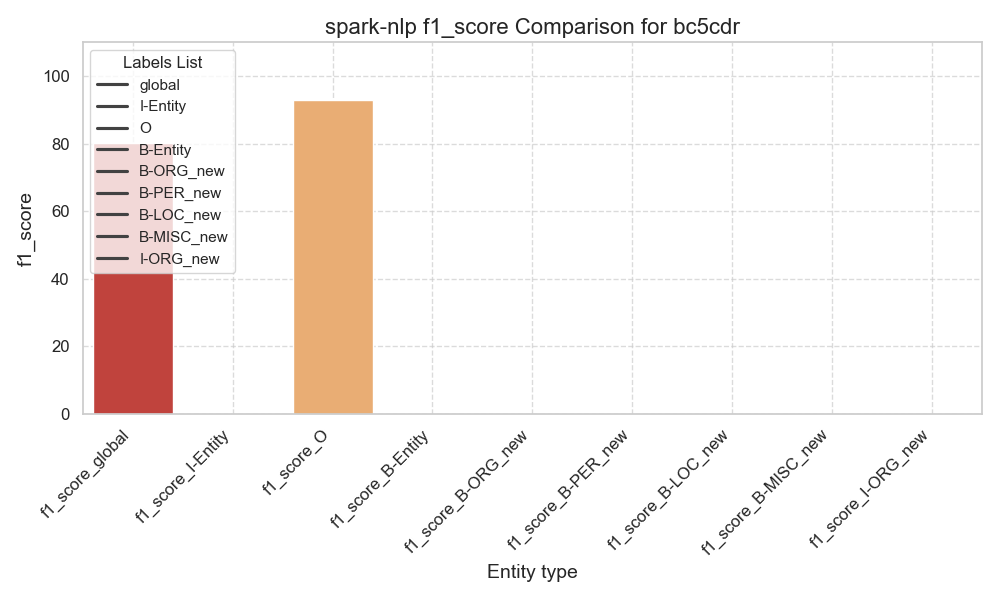 spark-nlp f1_score Comparison for bc5cdr
f1_score
100
80
60
40
20
0
Labels List
global
I-Entity
O
B-Entity
B-ORG_new
B-PER_new
B-LOC_new
B-MISC_new
I-ORG_new
f1_score_global
f1_score_I-Entity
f1_score_O
f1_score_B-Entity
f1_score_B-ORG_new
f1_score_B-PER_new
f1_score_B-LOC_new
f1_score_B-MISC_new
f1_score_I-ORG_new
Entity type